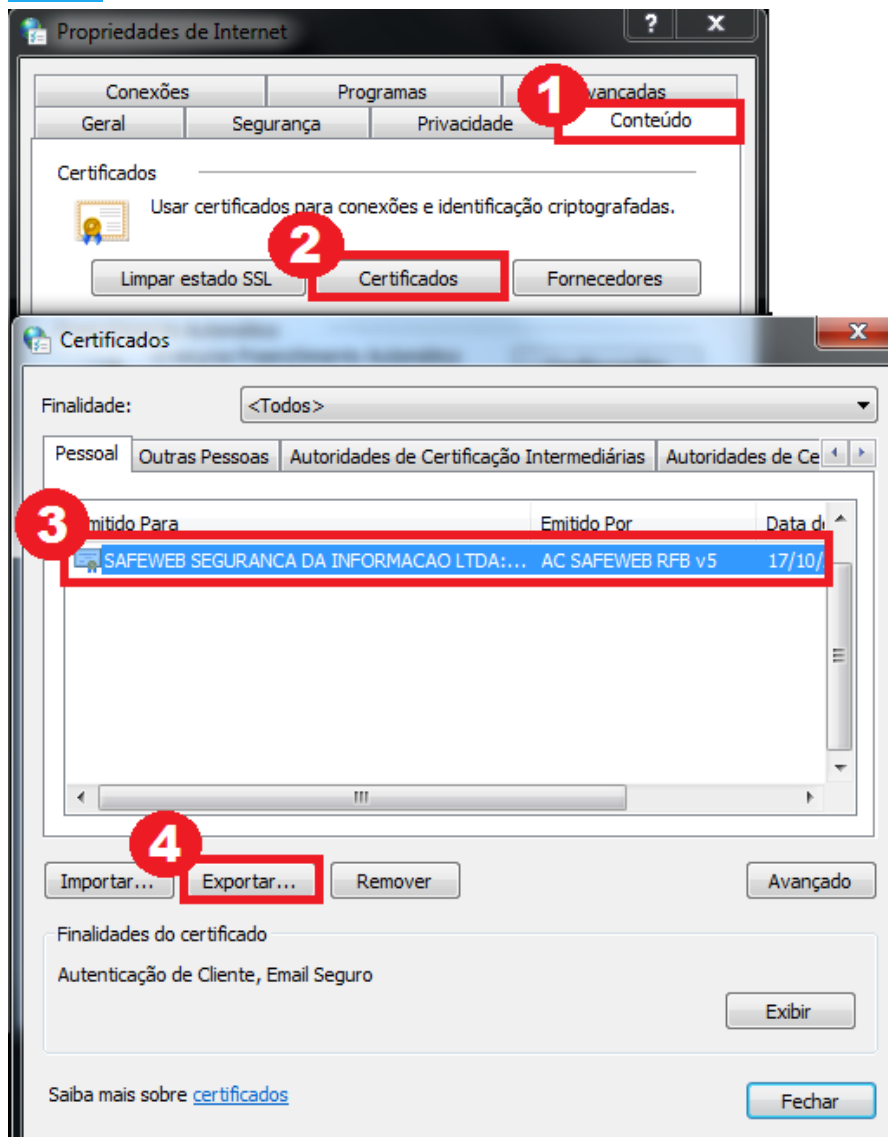 Propriedades de Internet
?
x
Conexões
Programas
vançadas
1
Geral
Segurança
Privacidade
Conteúdo
Certificados
Usar certificados para conexões e identificação criptografadas.
2
Limpar estado SSL
Certificados
Fornecedores
Certificados
x
Finalidade:
<Todos>
Pessoal
Outras Pessoas
Autoridades de Certificação Intermediárias
Autoridades de Ce
3
mitido Para
Emitido Por
Data d
SAFEWEB SEGURANCA DA INFORMACAO LTDA:...
AC SAFEWEB RFB v5
17/10/
4
Importar...
Exportar...
Remover
Avançado
Finalidades do certificado
Autenticação de Cliente, Email Seguro
Exibir
Saiba mais sobre certificados
Fechar